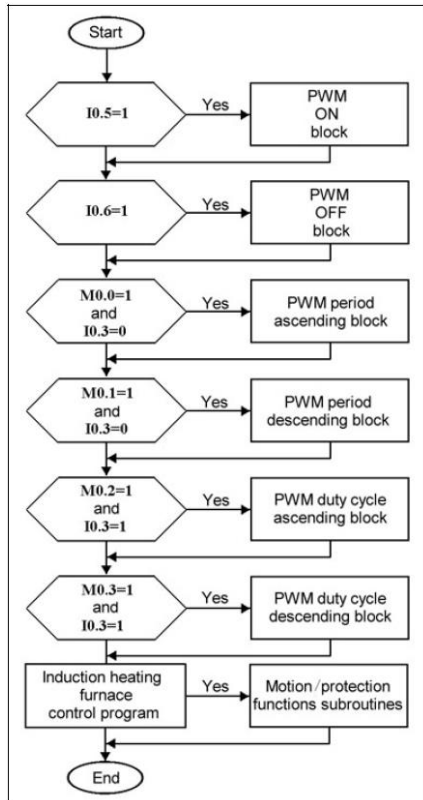 Start
I0.5=1
Yes
PWM
ON
block
I0.6=1
Yes
PWM
OFF
block
M0.0=1
and
I0.3=0
Yes
PWM period
ascending block
M0.1=1
and
I0.3=0
Yes
PWM period
descending block
M0.2=1
and
I0.3=1
Yes
PWM duty cycle
ascending block
M0.3=1
and
I0.3=1
Yes
PWM duty cycle
descending block
Induction heating
furnace
control program
Yes
Motion/protection
functions subroutines
End